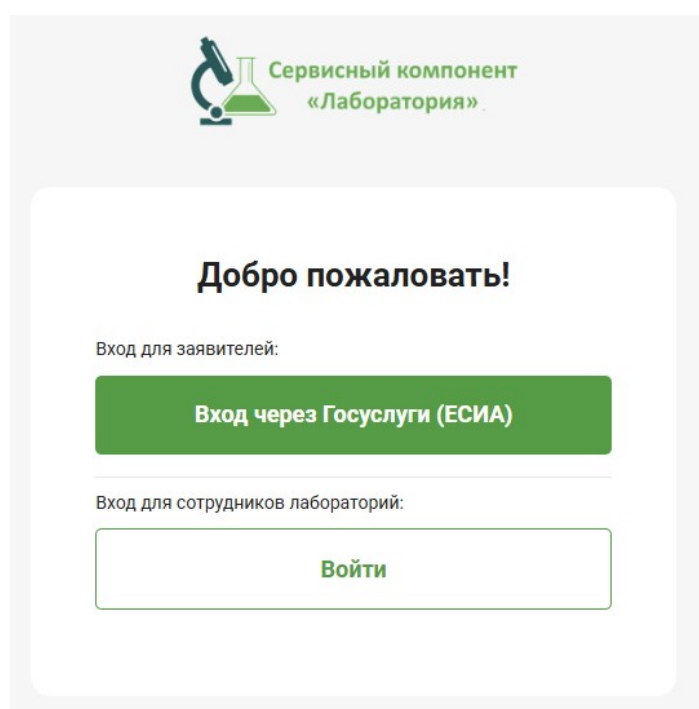 Сервисный компонент
«Лаборатория»
Добро пожаловать!
Вход для заявителей:
Вход через Госуслуги (ЕСИА)
Вход для сотрудников лабораторий:
Войти